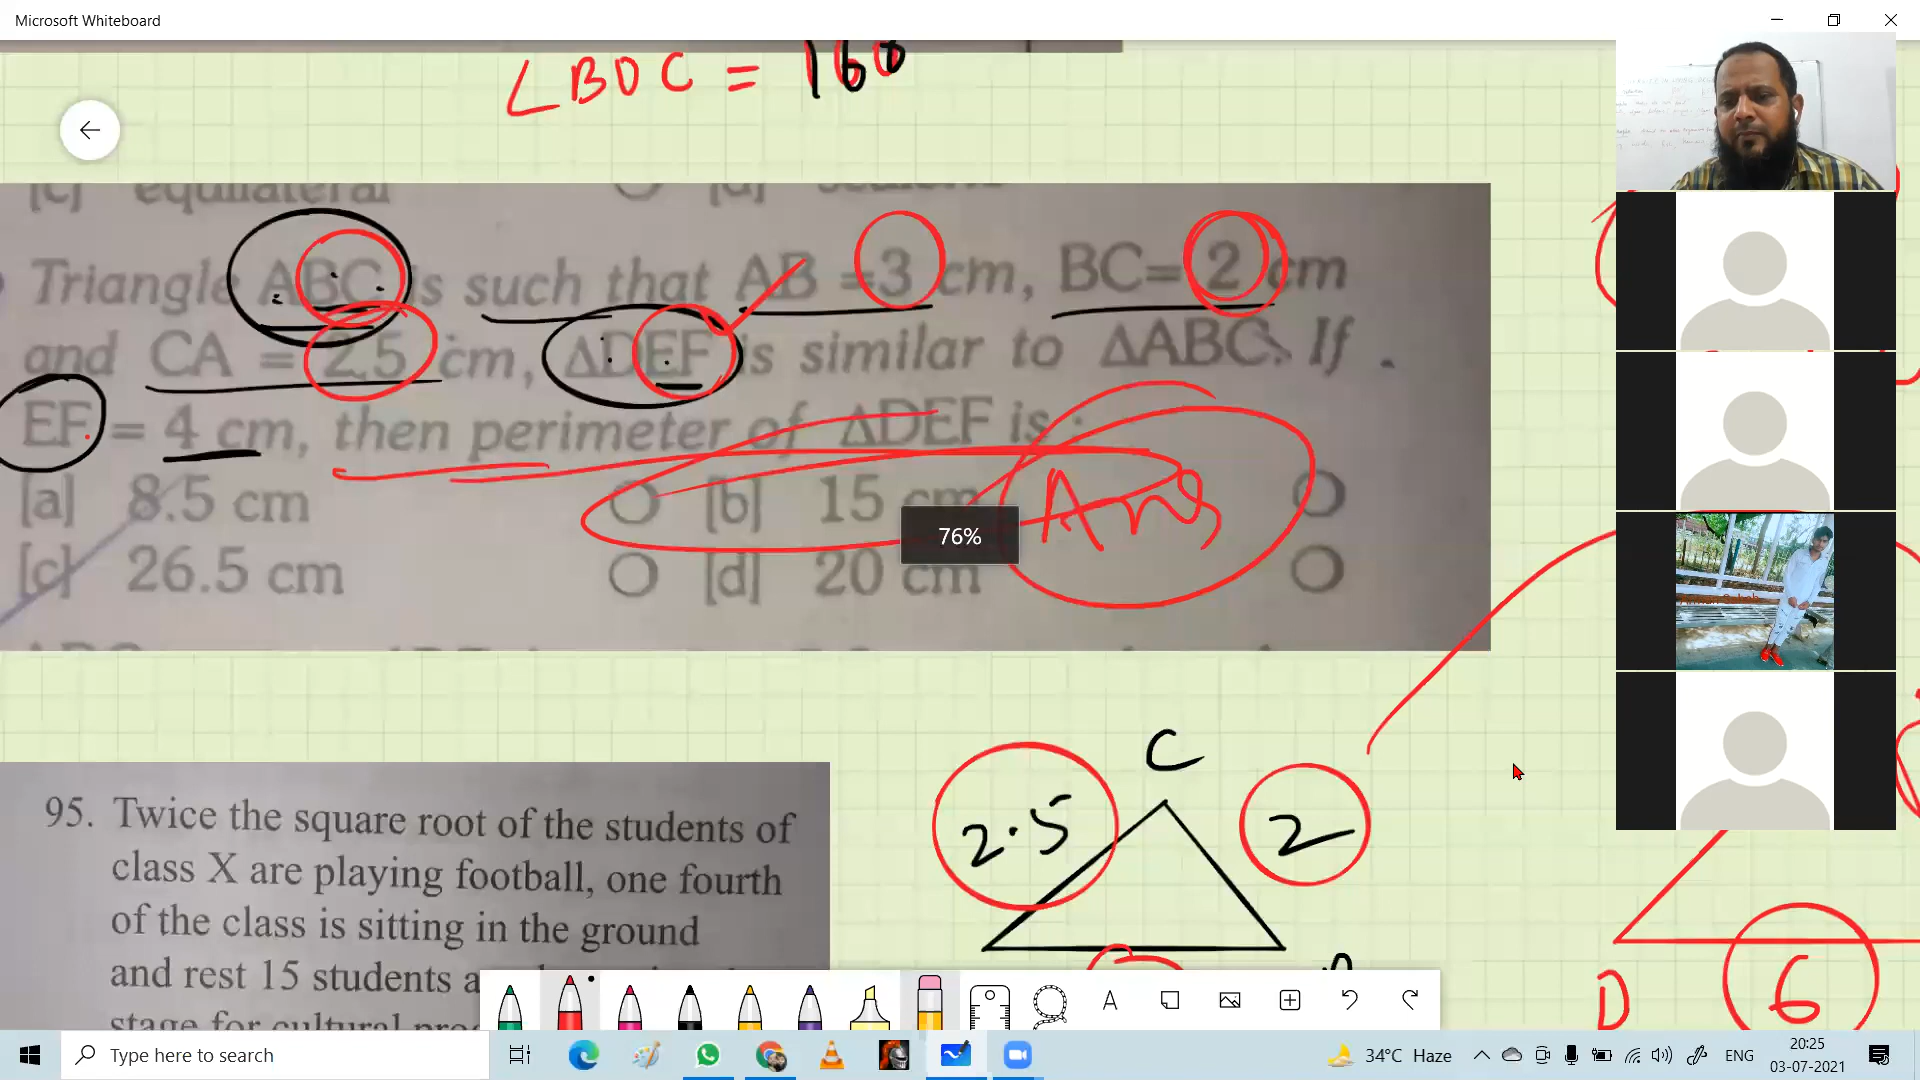 Microsoft Whiteboard
∠BOC = 160
[c] equilateral
Triangle ABC is such that AB = 3 cm, BC = 2 cm
and CA = 2.5 cm, ΔDEF is similar to ΔABC. If
EF = 4 cm, then perimeter of ΔDEF is :
[a] 8.5 cm [b] 15 cm
Ans
76%
[c] 26.5 cm [d] 20 cm
C
2.5
2
95. Twice the square root of the students of
class X are playing football, one fourth
of the class is sitting in the ground
and rest 15 students
stage for cultural
D
6
A
Type here to search
34°C Haze
ENG
20:25
03-07-2021